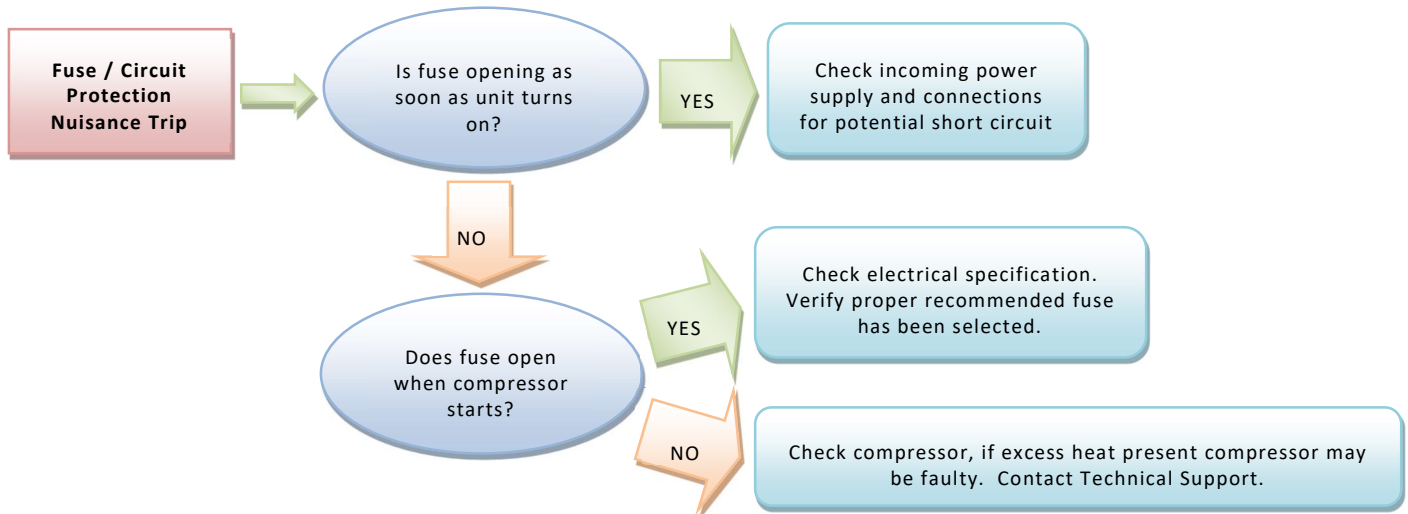 Fuse / Circuit
Protection
Nuisance Trip
Is fuse opening as
soon as unit turns
on?
YES
Check incoming power
supply and connections
for potential short circuit
NO
Does fuse open
when compressor
starts?
YES
Check electrical specification.
Verify proper recommended fuse
has been selected.
NO
Check compressor, if excess heat present compressor may
be faulty.  Contact Technical Support.